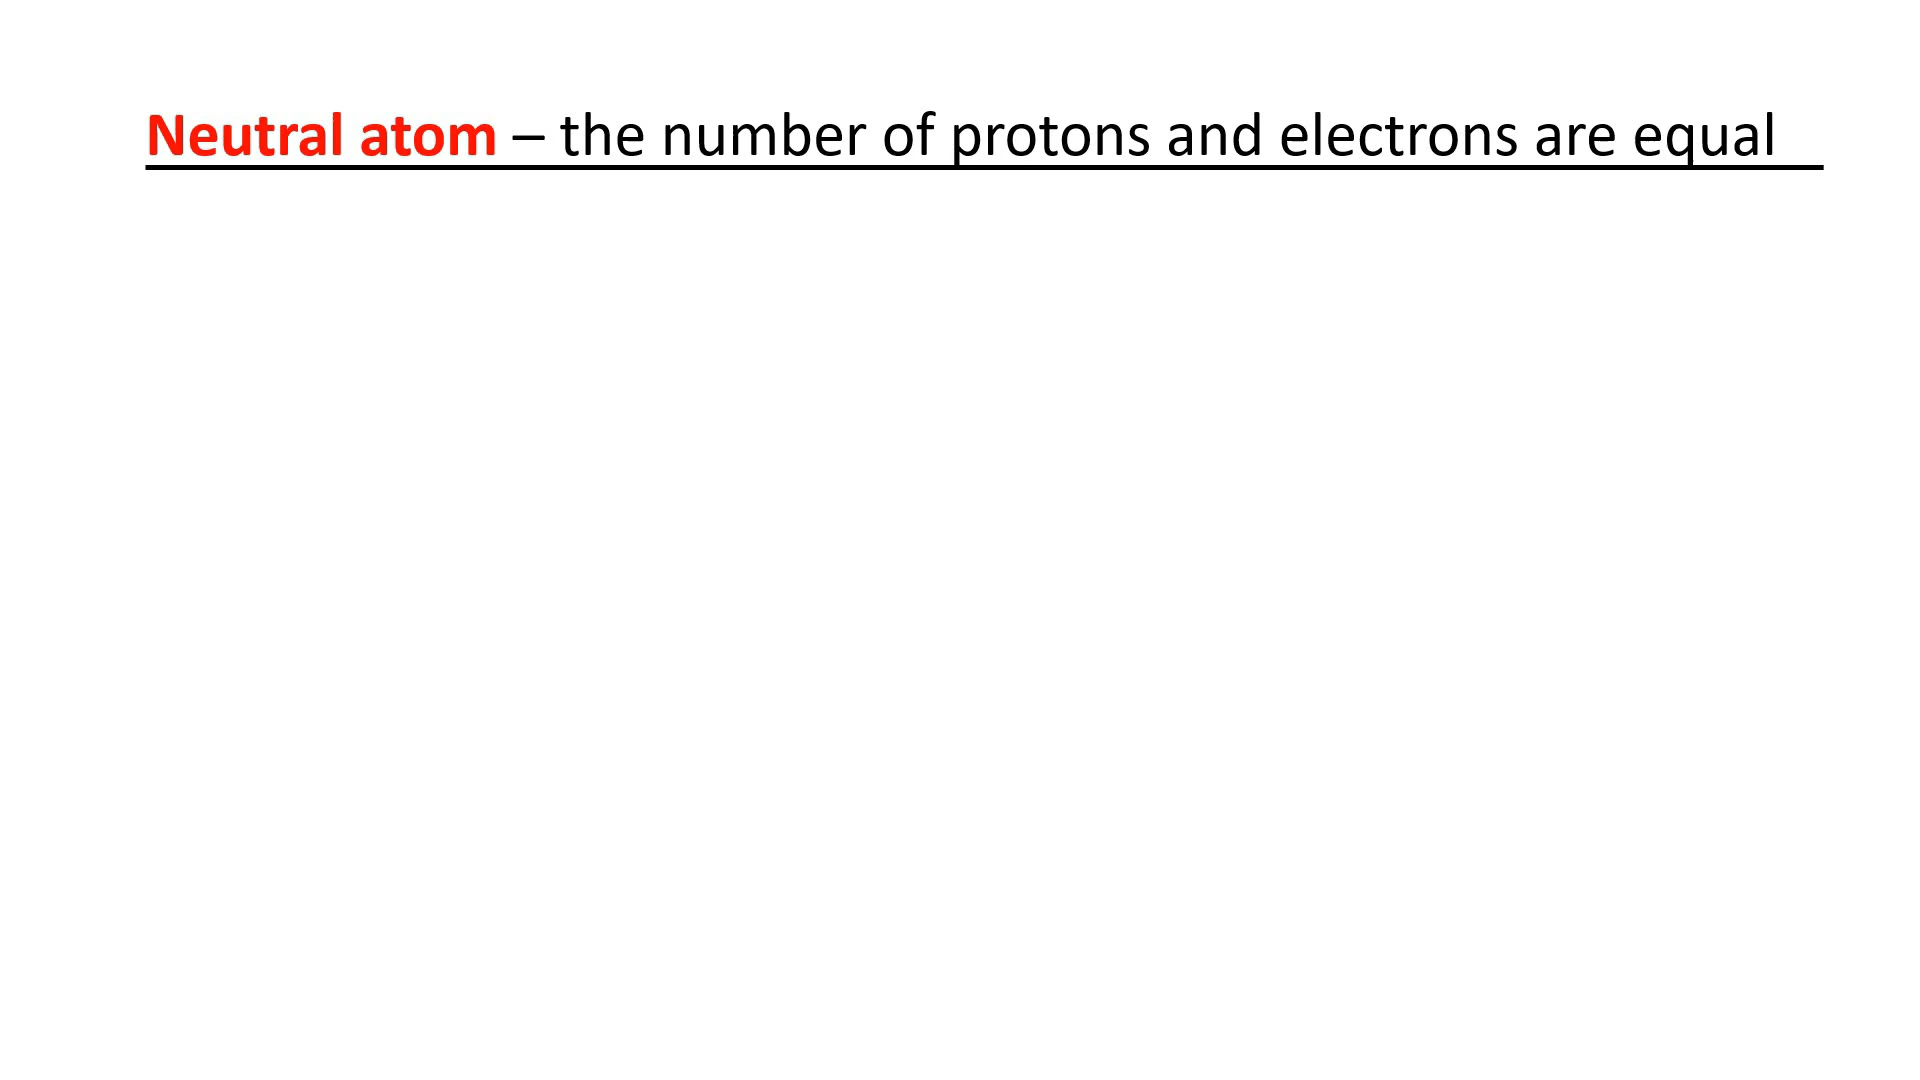 Neutral atom – the number of protons and electrons are equal